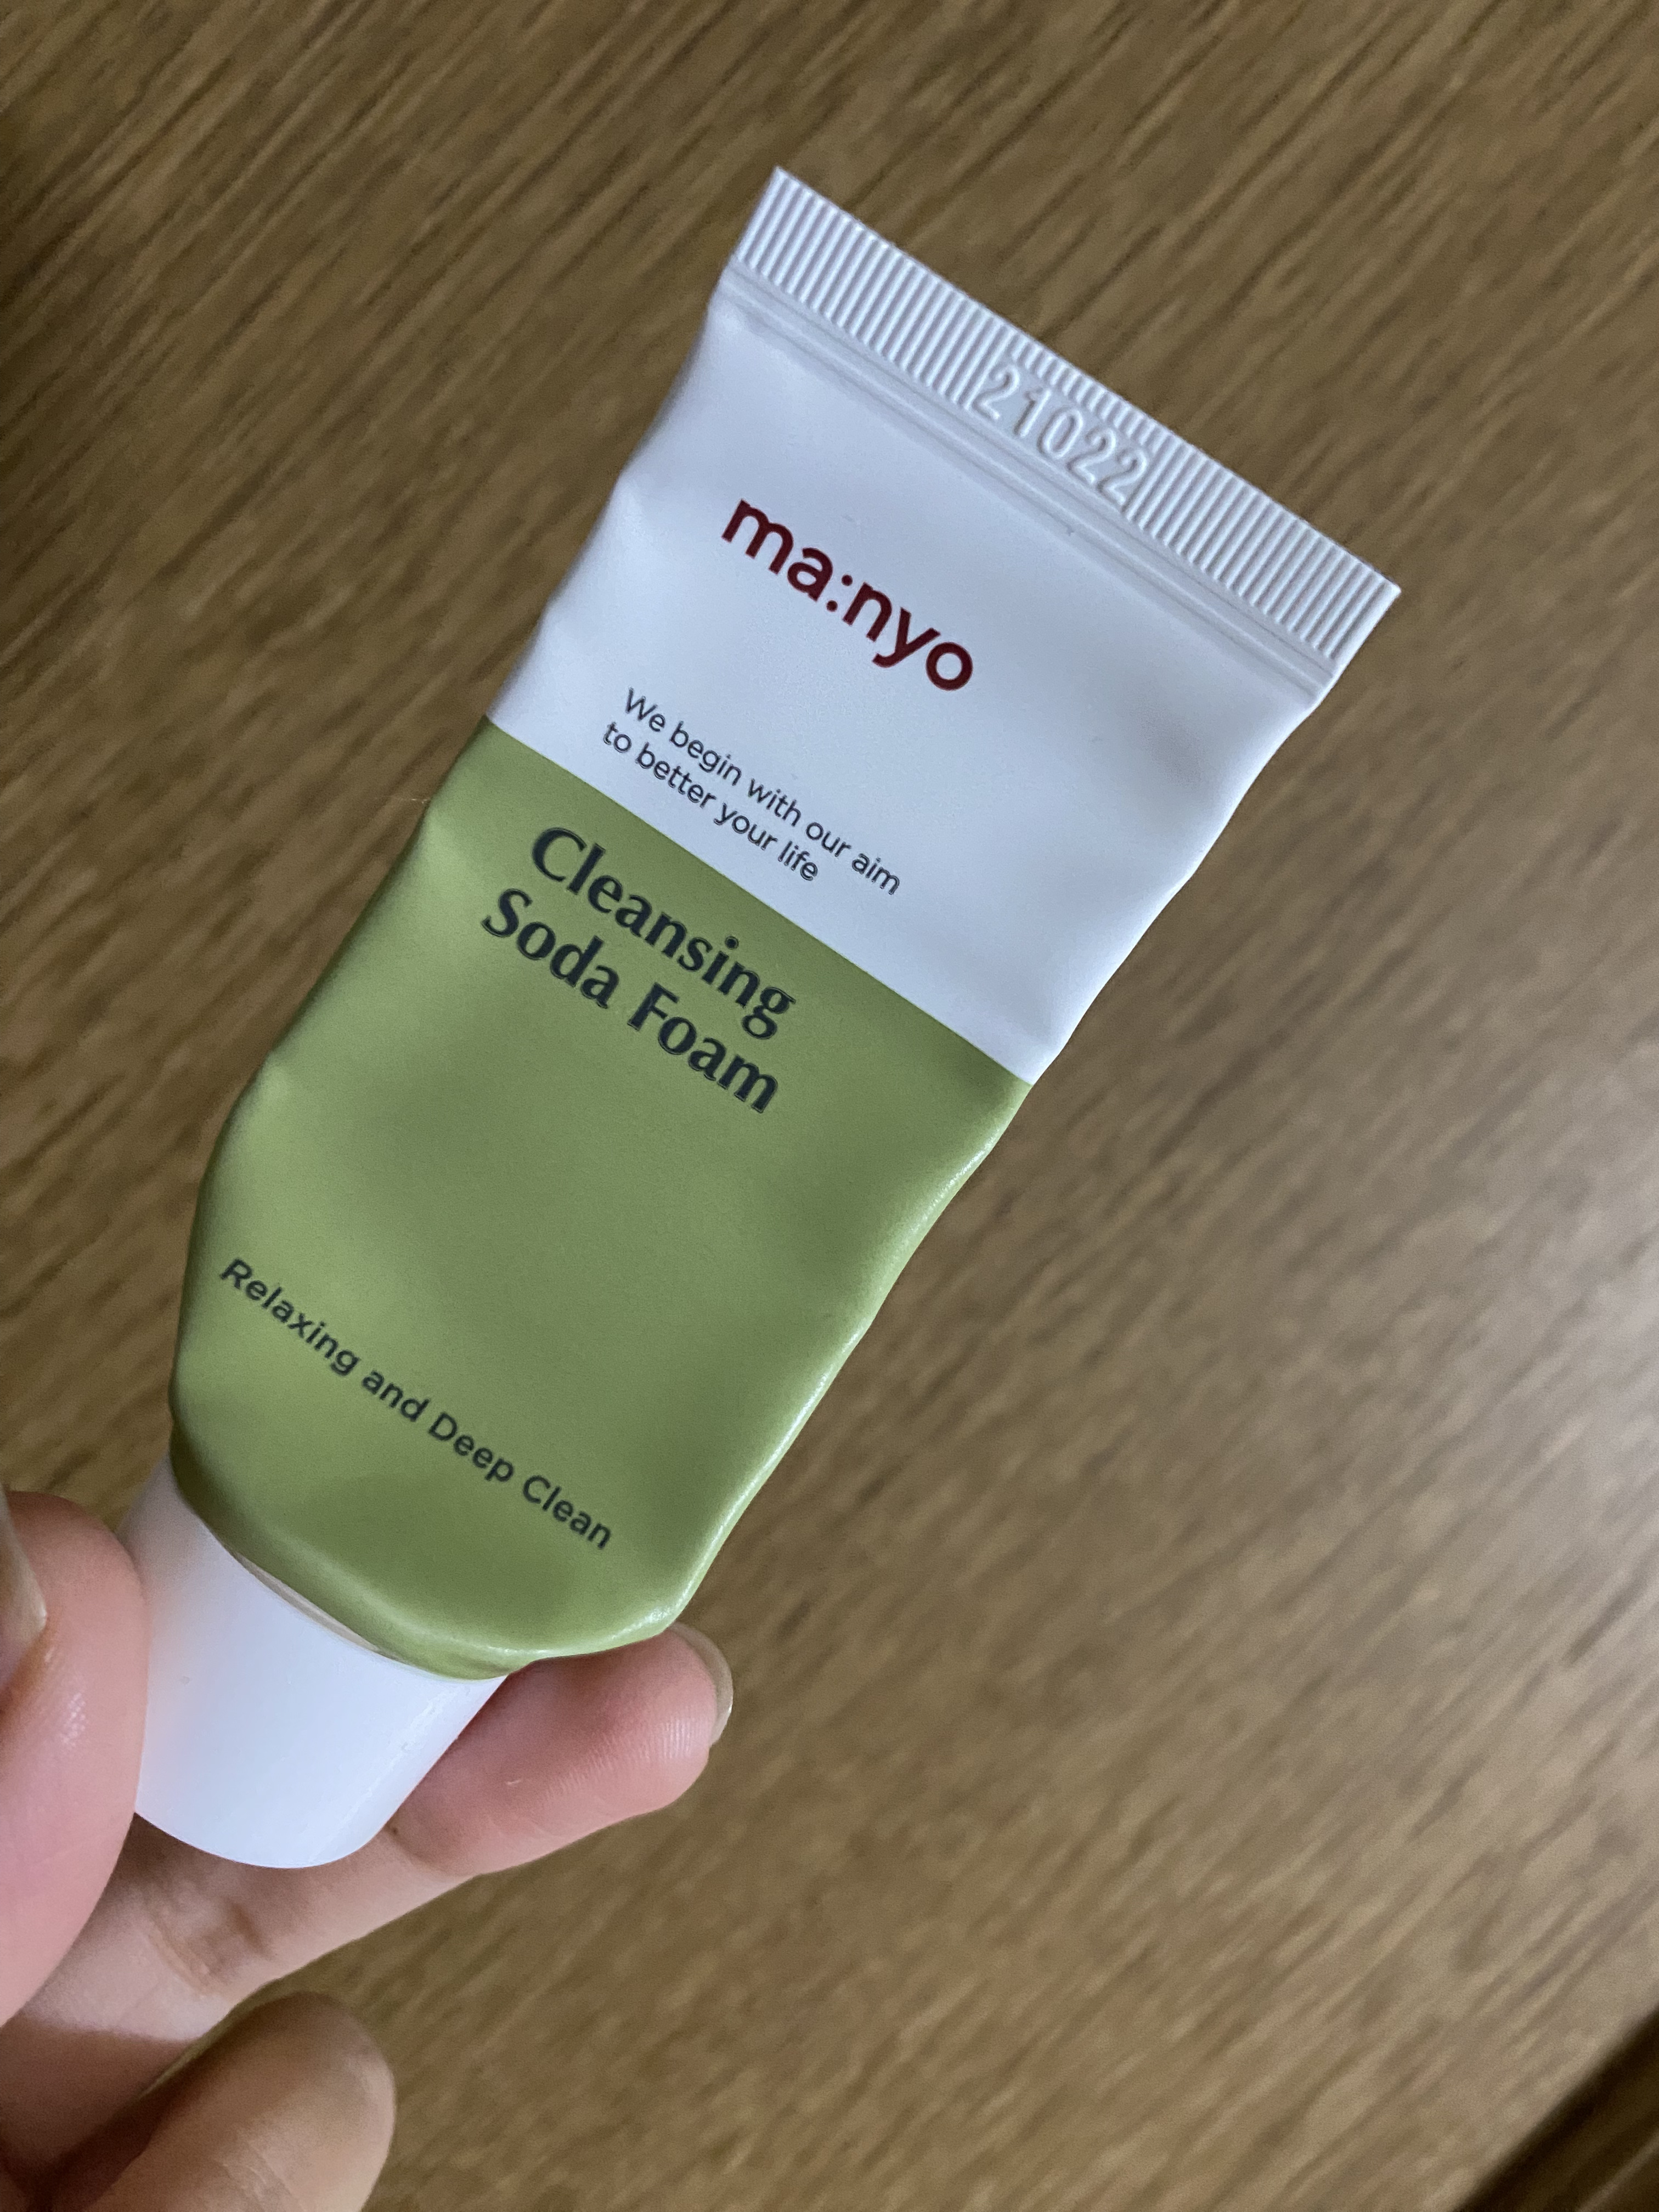 21022
ma:nyo
We begin with our aim
to better your life
Cleansing
Soda Foam
Relaxing and Deep Clean